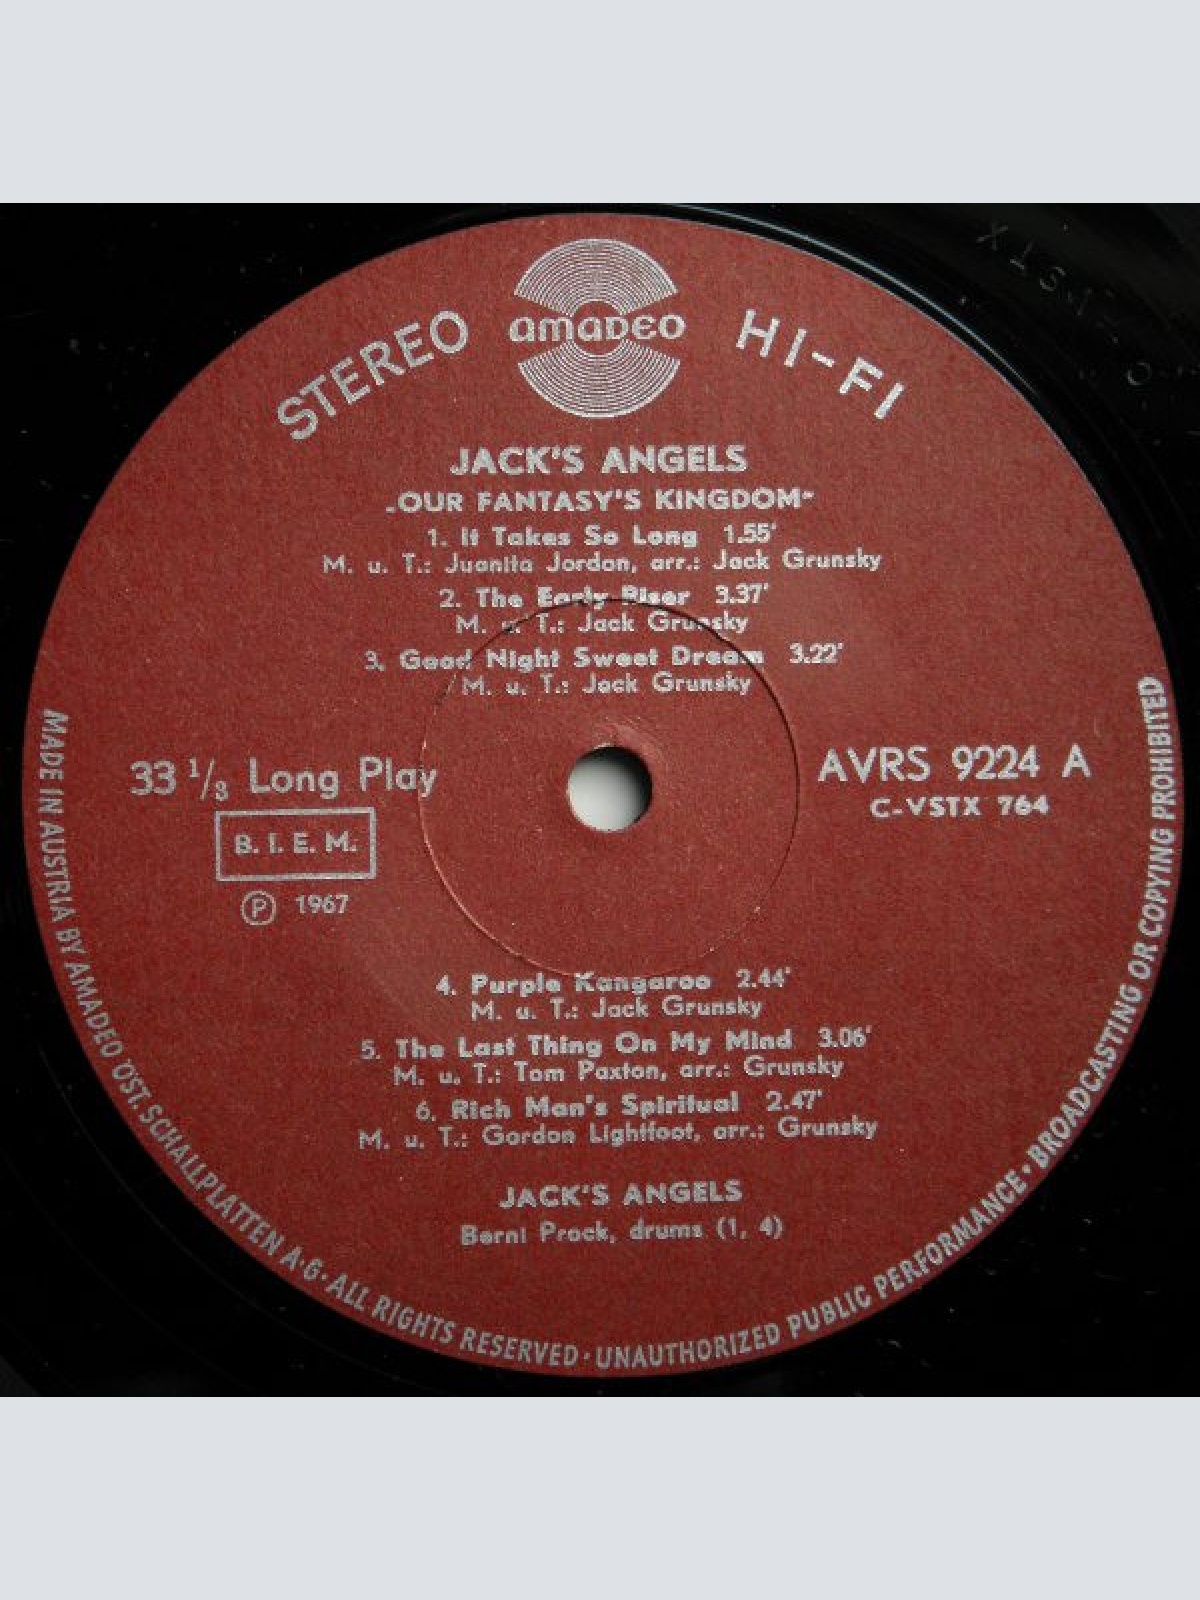 STEREO
amadeo
HI-FI
JACK'S ANGELS
„OUR FANTASY'S KINGDOM“
1. It Takes So Long 1.55'
M. u. T.: Juanita Jordan, arr.: Jack Grunsky
2. The Early Riser 3.37'
M. u. T.: Jack Grunsky
3. Good Night Sweet Dream 3.22'
M. u. T.: Jack Grunsky
33 1/3 Long Play
AVRS 9224 A
C-VSTX 764
B. I. E. M.
Ⓟ 1967
4. Purple Kangaroo 2.44'
M. u. T.: Jack Grunsky
5. The Last Thing On My Mind 3.06'
M. u. T.: Tom Paxton, arr.: Grunsky
6. Rich Man's Spiritual 2.47'
M. u. T.: Gordon Lightfoot, arr.: Grunsky
JACK'S ANGELS
Berni Prock, drums (1, 4)
MADE IN AUSTRIA BY AMADEO ÖST. SCHALLPLATTEN A·G· ALL RIGHTS RESERVED · UNAUTHORIZED PUBLIC PERFORMANCE · BROADCASTING OR COPYING PROHIBITED